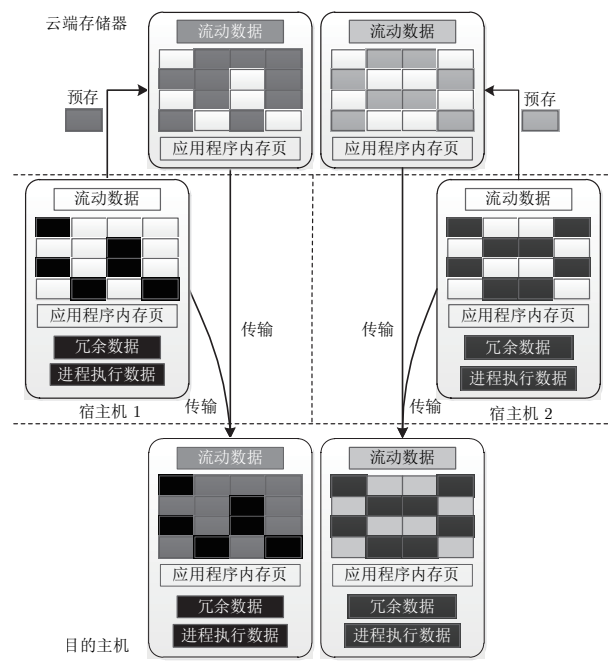 云端存储器
流动数据
流动数据
预存
预存
应用程序内存页
应用程序内存页
流动数据
流动数据
应用程序内存页
应用程序内存页
传输
传输
冗余数据
冗余数据
进程执行数据
进程执行数据
宿主机 1
传输
传输
宿主机 2
流动数据
流动数据
应用程序内存页
应用程序内存页
冗余数据
冗余数据
进程执行数据
进程执行数据
目的主机